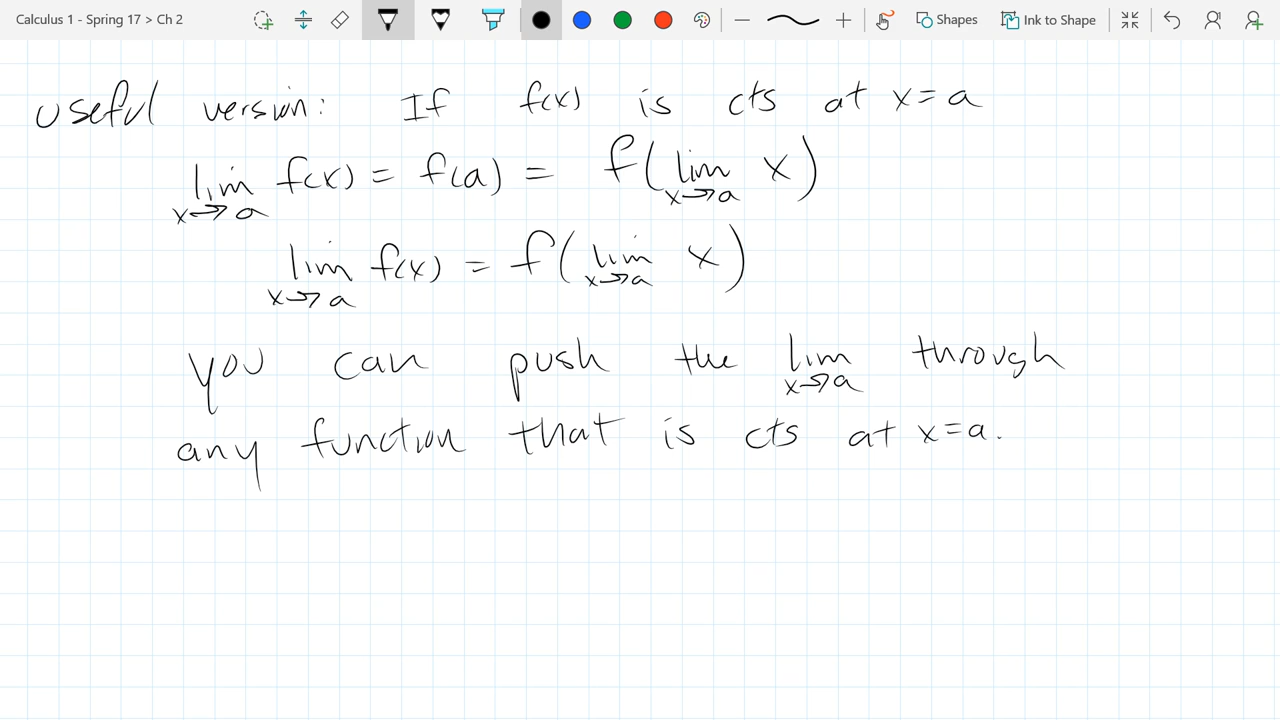 Calculus 1 - Spring 17 > Ch 2
Shapes
Ink to Shape
useful version: If f(x) is cts at x=a
lim x→a f(x) = f(a) = f(lim x→a x)
lim x→a f(x) = f(lim x→a x)
you can push the lim x→a through
any function that is cts at x=a.